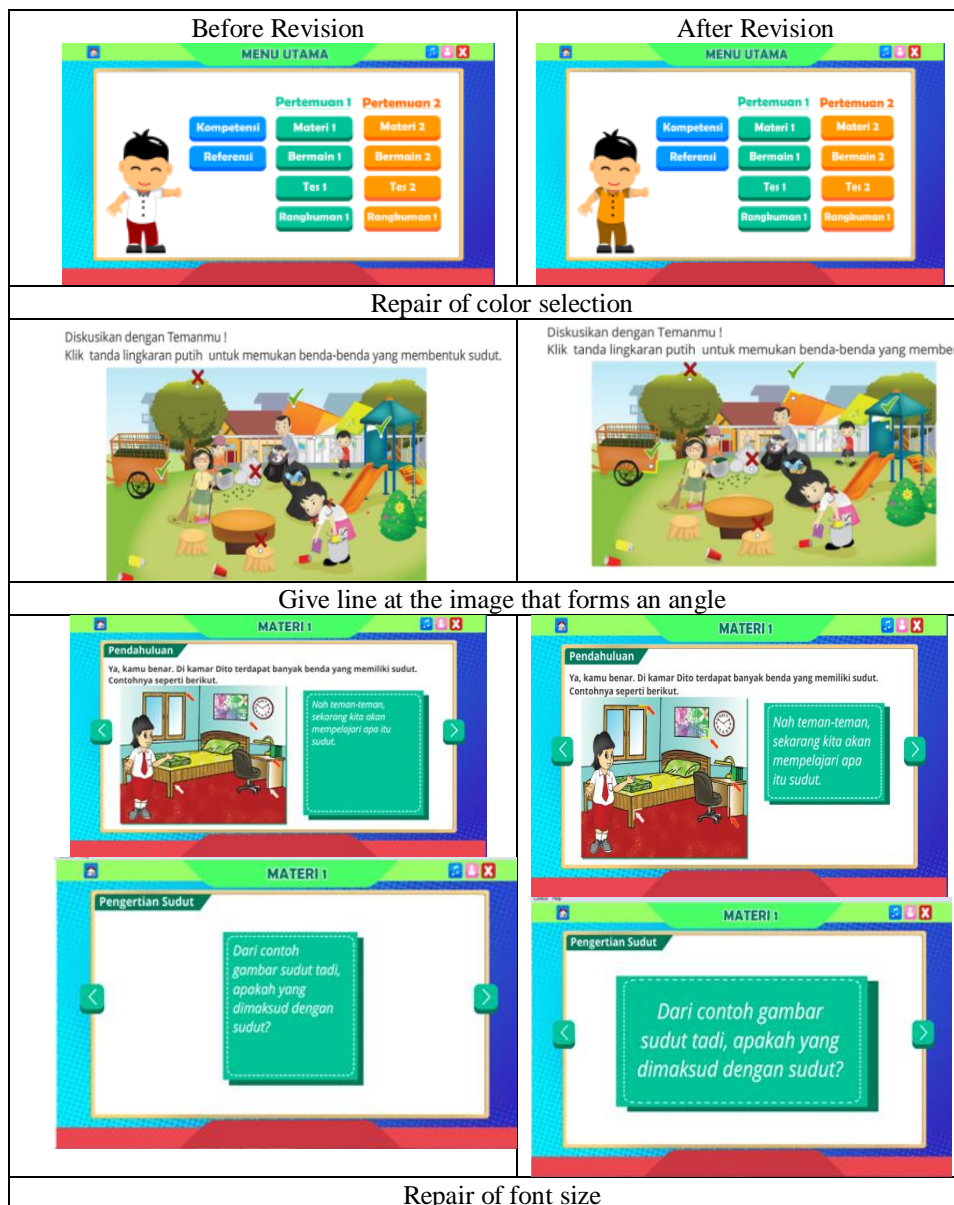 Before Revision
After Revision
MENU UTAMA
Pertemuan 1 Pertemuan 2
Kompetensi Materi 1 Materi 2
Referensi Bermain 1 Bermain 2
Tes 1 Tes 2
Rangkuman 1 Rangkuman 1
MENU UTAMA
Pertemuan 1 Pertemuan 2
Kompetensi Materi 1 Materi 2
Referensi Bermain 1 Bermain 2
Tes 1 Tes 2
Rangkuman 1 Rangkuman 1
Repair of color selection
Diskusikan dengan Temanmu !
Klik tanda lingkaran putih untuk memukan benda-benda yang membentuk sudut.
Diskusikan dengan Temanmu !
Klik tanda lingkaran putih untuk memukan benda-benda yang membe
Give line at the image that forms an angle
MATERI 1
Pendahuluan
Ya, kamu benar. Di kamar Dito terdapat banyak benda yang memiliki sudut.
Contohnya seperti berikut.
Nah teman-teman,
sekarang kita akan
mempelajari apa itu
sudut.
MATERI 1
Pendahuluan
Ya, kamu benar. Di kamar Dito terdapat banyak benda yang memiliki sudut.
Contohnya seperti berikut.
Nah teman-teman,
sekarang kita akan
mempelajari apa
itu sudut.
MATERI 1
Pengertian Sudut
Dari contoh
gambar sudut tadi,
apakah yang
dimaksud dengan
sudut?
MATERI 1
Pengertian Sudut
Dari contoh gambar
sudut tadi, apakah yang
dimaksud dengan sudut?
Repair of font size